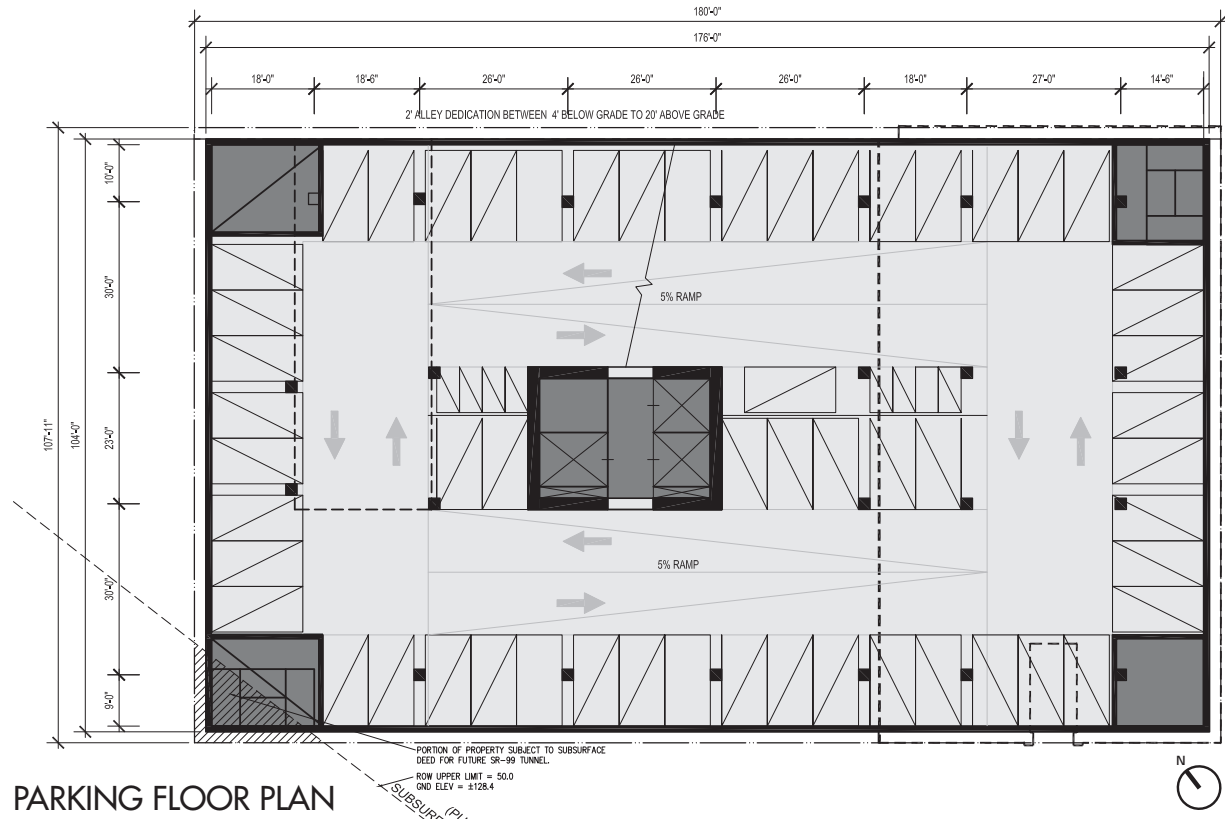 180'-0"
176'-0"
18'-0" 18'-6" 26'-0" 26'-0" 26'-0" 18'-0" 27'-0" 14'-6"
2' ALLEY DEDICATION BETWEEN 4' BELOW GRADE TO 20' ABOVE GRADE
10'-0"
30'-0"
5% RAMP
107'-11"
104'-0"
23'-0"
5% RAMP
30'-0"
9'-0"
PORTION OF PROPERTY SUBJECT TO SUBSURFACE
DEED FOR FUTURE SR-99 TUNNEL.
ROW UPPER LIMIT = 50.0
GND ELEV = ±128.4
N
PARKING FLOOR PLAN